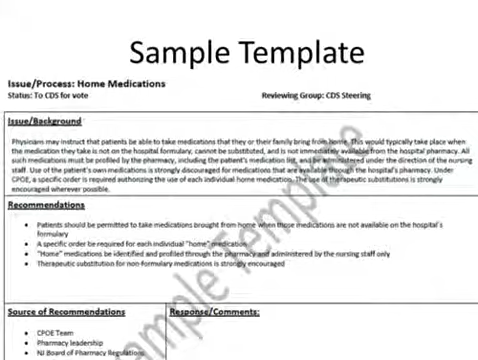 Sample Template
Issue/Process: Home Medications
Status: To CDS for vote Reviewing Group: CDS Steering
Issue/Background
Physicians may instruct that patients be able to take medications that they or their family bring from home. This would typically take place when
the medication they take is not on the hospital formulary, cannot be substituted, and is not immediately available from the hospital pharmacy. All
such medications must be profiled by the pharmacy, including the patient's medication list, and be administered under the direction of the nursing
staff. Use of the patient's own medications is strongly discouraged for medications that are available through the hospital's pharmacy. Under
CPOE, a specific order is required authorizing the use of each individual home medication. The use of therapeutic substitutions is strongly
encouraged wherever possible.
Recommendations
• Patients should be permitted to take medications brought from home when those medications are not available on the hospital's
formulary
• A specific order be required for each individual "home" medication
• "Home" medications be identified and profiled through the pharmacy and administered by the nursing staff only
• Therapeutic substitution for non-formulary medications is strongly encouraged
Source of Recommendations
• CPOE Team
• Pharmacy leadership
• NJ Board of Pharmacy Regulations
Response/Comments:
Sample Template